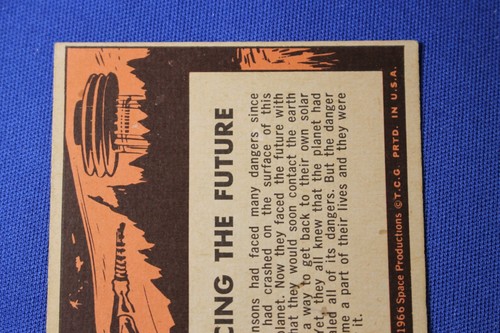 CING THE FUTURE
nsons had faced many dangers since
had crashed on the surface of this
lanet. Now they faced the future with
hat they would soon contact the earth
a way to get back to their own solar
yet, they all knew that the planet had
aled all of its dangers. But the danger
e a part of their lives and they were
it.
1966 Space Productions ©T.C.G. PRTD. IN U.S.A.